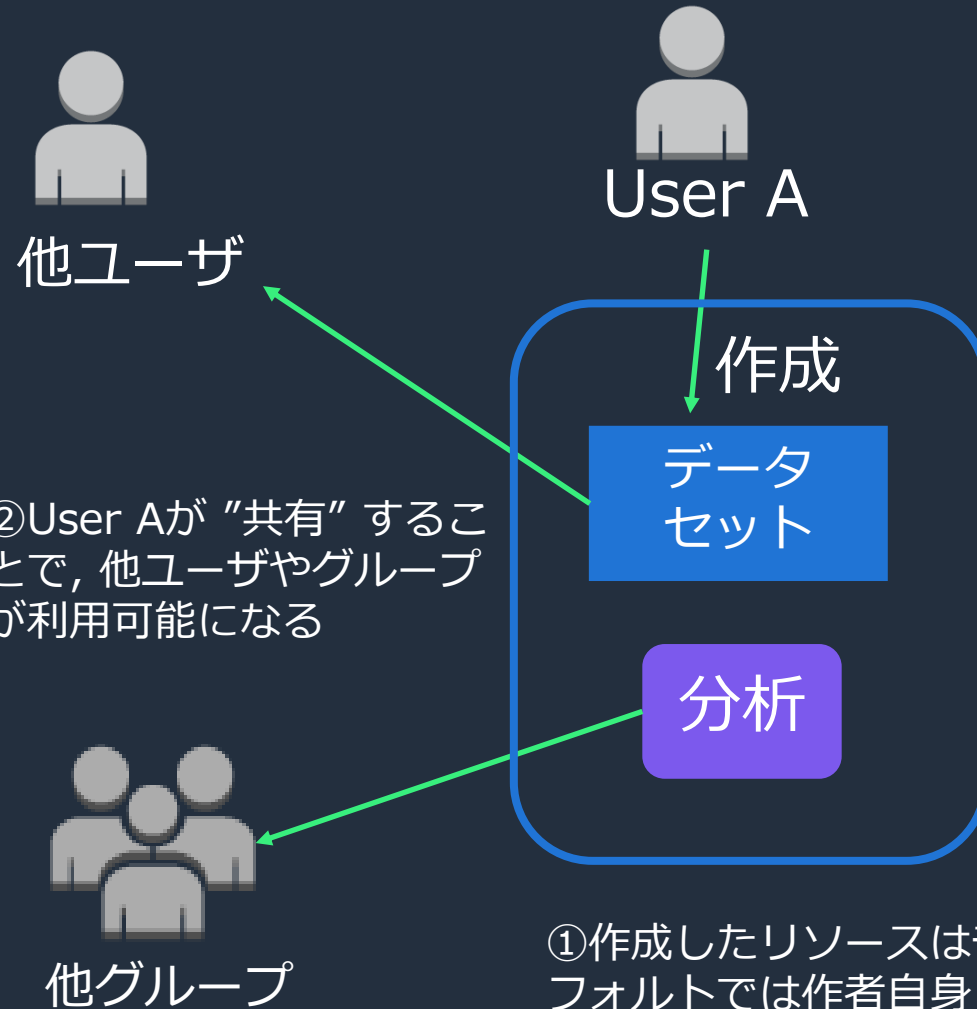 User A
他ユーザ
作成
データ
セット
②User Aが ”共有” するこ
とで, 他ユーザやグループ
が利用可能になる
分析
他グループ
①作成したリソースは
フォルトでは作者自身